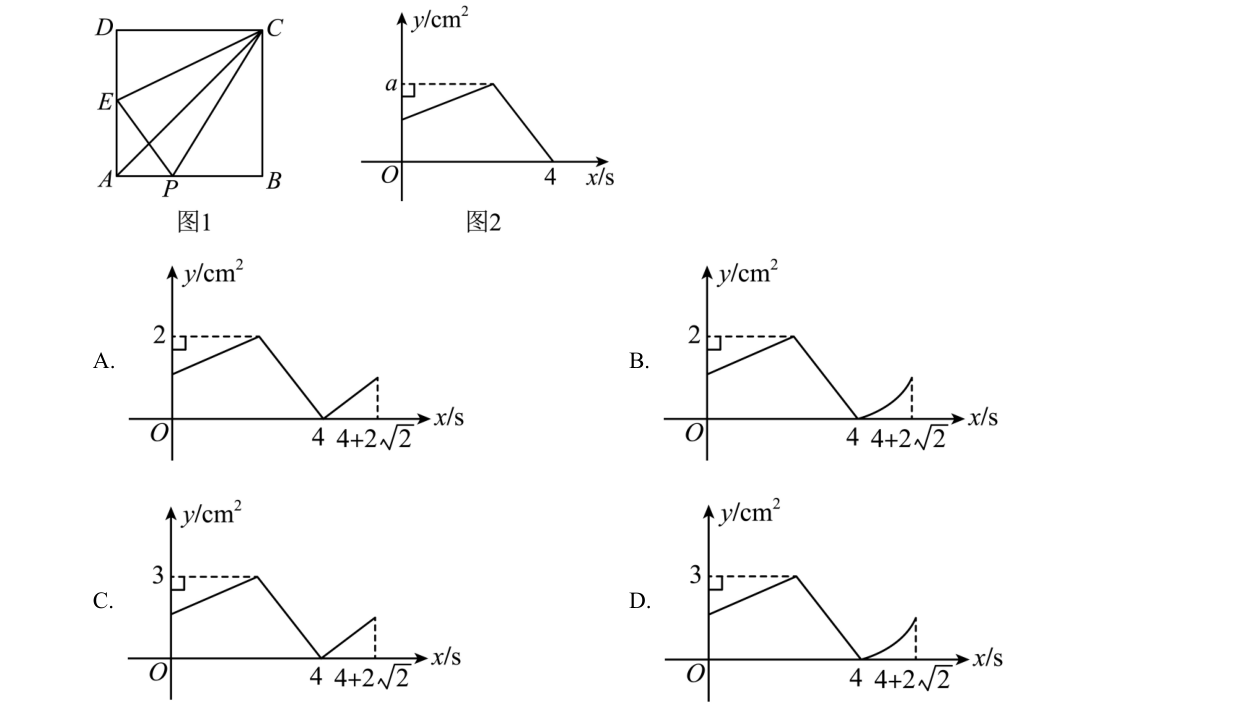 D C
E
A P B
图1
y/cm²
a
O 4 x/s
图2
A.
y/cm²
2
O 4 4+2√2 x/s
B.
y/cm²
2
O 4 4+2√2 x/s
C.
y/cm²
3
O 4 4+2√2 x/s
D.
y/cm²
3
O 4 4+2√2 x/s